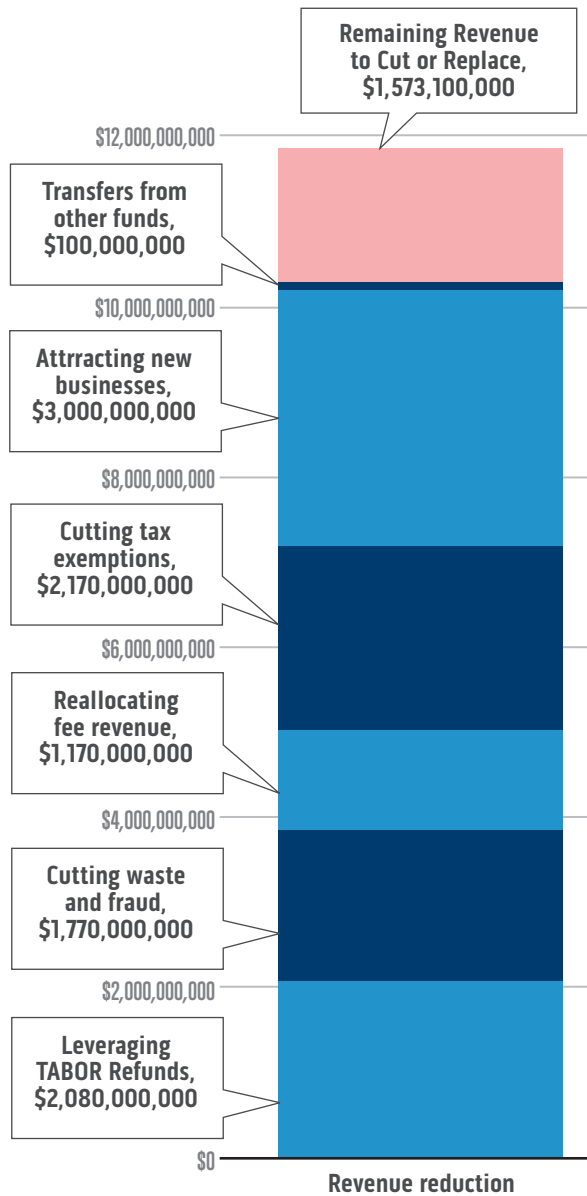 Remaining Revenue
to Cut or Replace,
$1,573,100,000
$12,000,000,000
Transfers from
other funds,
$100,000,000
$10,000,000,000
Attrracting new
businesses,
$3,000,000,000
$8,000,000,000
Cutting tax
exemptions,
$2,170,000,000
$6,000,000,000
Reallocating
fee revenue,
$1,170,000,000
$4,000,000,000
Cutting waste
and fraud,
$1,770,000,000
$2,000,000,000
Leveraging
TABOR Refunds,
$2,080,000,000
$0
Revenue reduction